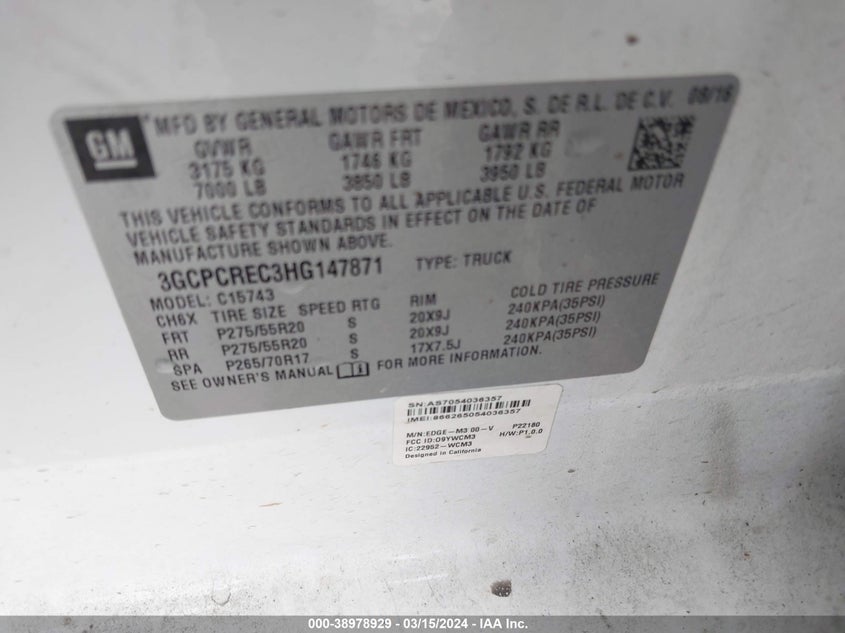 GM
MFD BY GENERAL MOTORS DE MEXICO, S. DE R.L. DE C.V. 09/16
GVWR GAWR FRT GAWR RR
3175 KG 1746 KG 1792 KG
7000 LB 3850 LB 3950 LB
THIS VEHICLE CONFORMS TO ALL APPLICABLE U.S. FEDERAL MOTOR
VEHICLE SAFETY STANDARDS IN EFFECT ON THE DATE OF
MANUFACTURE SHOWN ABOVE.
3GCPCREC3HG147871 TYPE: TRUCK
MODEL: C15743
CH6X TIRE SIZE SPEED RTG RIM COLD TIRE PRESSURE
FRT P275/55R20 S 20X9J 240KPA(35PSI)
RR P275/55R20 S 20X9J 240KPA(35PSI)
SPA P265/70R17 S 17X7.5J 240KPA(35PSI)
SEE OWNER'S MANUAL FOR MORE INFORMATION.
SN:AS7054036357
IMEI:866265054036357
M/N:EDGE-M3 00-V P22180
FCC ID:O9YWCM3 H/W:P1.0.0
IC:22952-WCM3
Designed in California
000-38978929 - 03/15/2024 - IAA Inc.